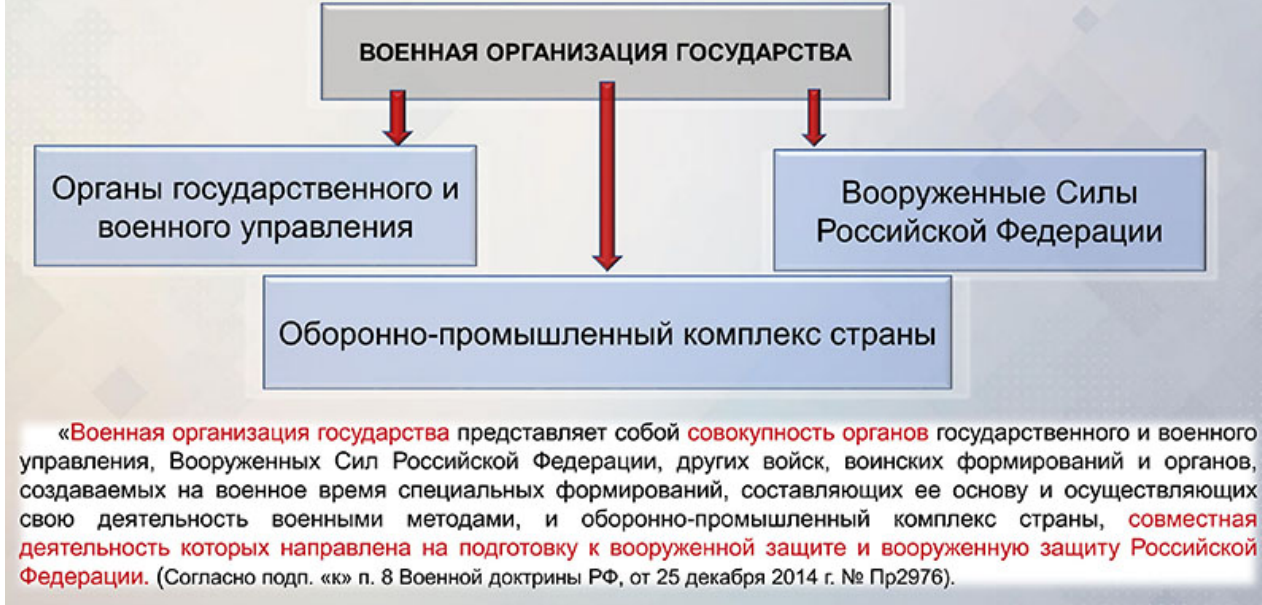 ВОЕННАЯ ОРГАНИЗАЦИЯ ГОСУДАРСТВА
Органы государственного и
военного управления
Вооруженные Силы
Российской Федерации
Оборонно-промышленный комплекс страны
«Военная организация государства представляет собой совокупность органов государственного и военного
управления, Вооруженных Сил Российской Федерации, других войск, воинских формирований и органов,
создаваемых на военное время специальных формирований, составляющих ее основу и осуществляющих
свою деятельность военными методами, и оборонно-промышленный комплекс страны, совместная
деятельность которых направлена на подготовку к вооруженной защите и вооруженную защиту Российской
Федерации. (Согласно подп. «к» п. 8 Военной доктрины РФ, от 25 декабря 2014 г. № Пр2976).